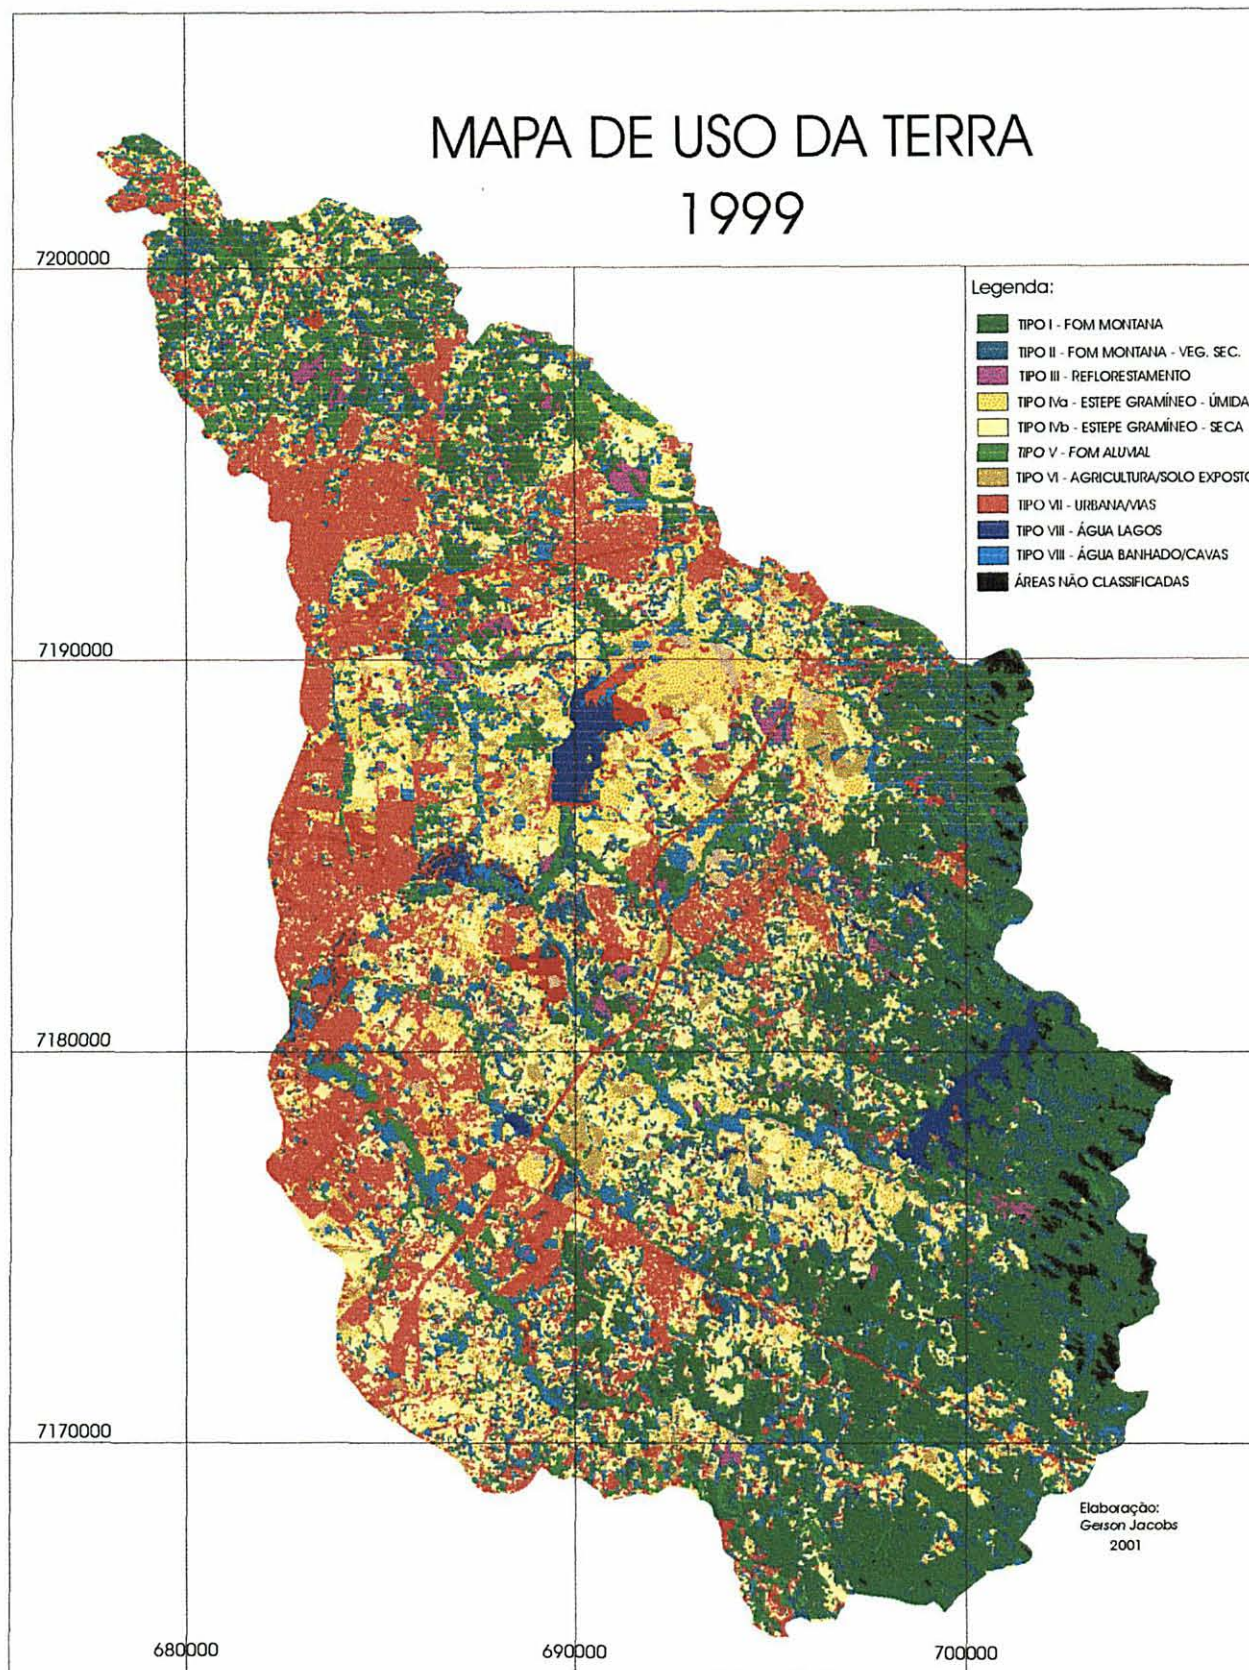 MAPA DE USO DA TERRA
1999
7200000
Legenda:
TIPO I - FOM MONTANA
TIPO II - FOM MONTANA - VEG. SEC.
TIPO III - REFLORESTAMENTO
TIPO IVa - ESTEPE GRAMÍNEO - ÚMIDA
TIPO IVb - ESTEPE GRAMÍNEO - SECA
TIPO V - FOM ALUVIAL
TIPO VI - AGRICULTURA/SOLO EXPOSTO
TIPO VII - URBANA/VIAS
TIPO VIII - ÁGUA LAGOS
TIPO VIII - ÁGUA BANHADO/CAVAS
ÁREAS NÃO CLASSIFICADAS
7190000
7180000
7170000
Elaboração:
Gerson Jacobs
2001
680000
690000
700000